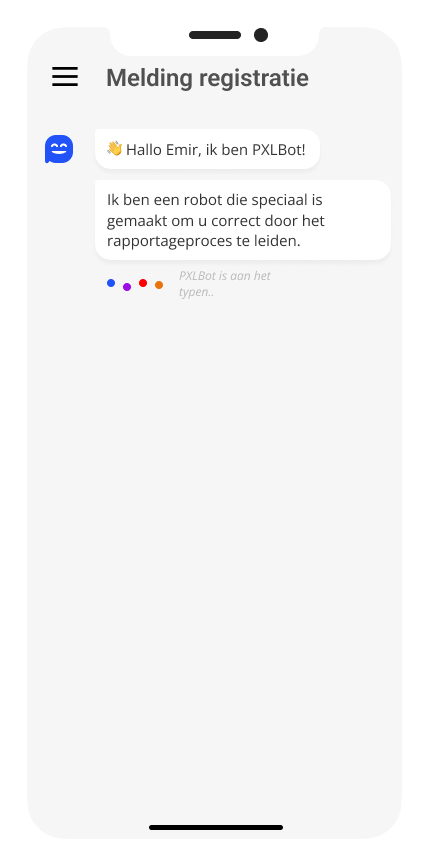 Melding registratie
👋 Hallo Emir, ik ben PXLBot!
Ik ben een robot die speciaal is
gemaakt om u correct door het
rapportageproces te leiden.
PXLBot is aan het
typen..